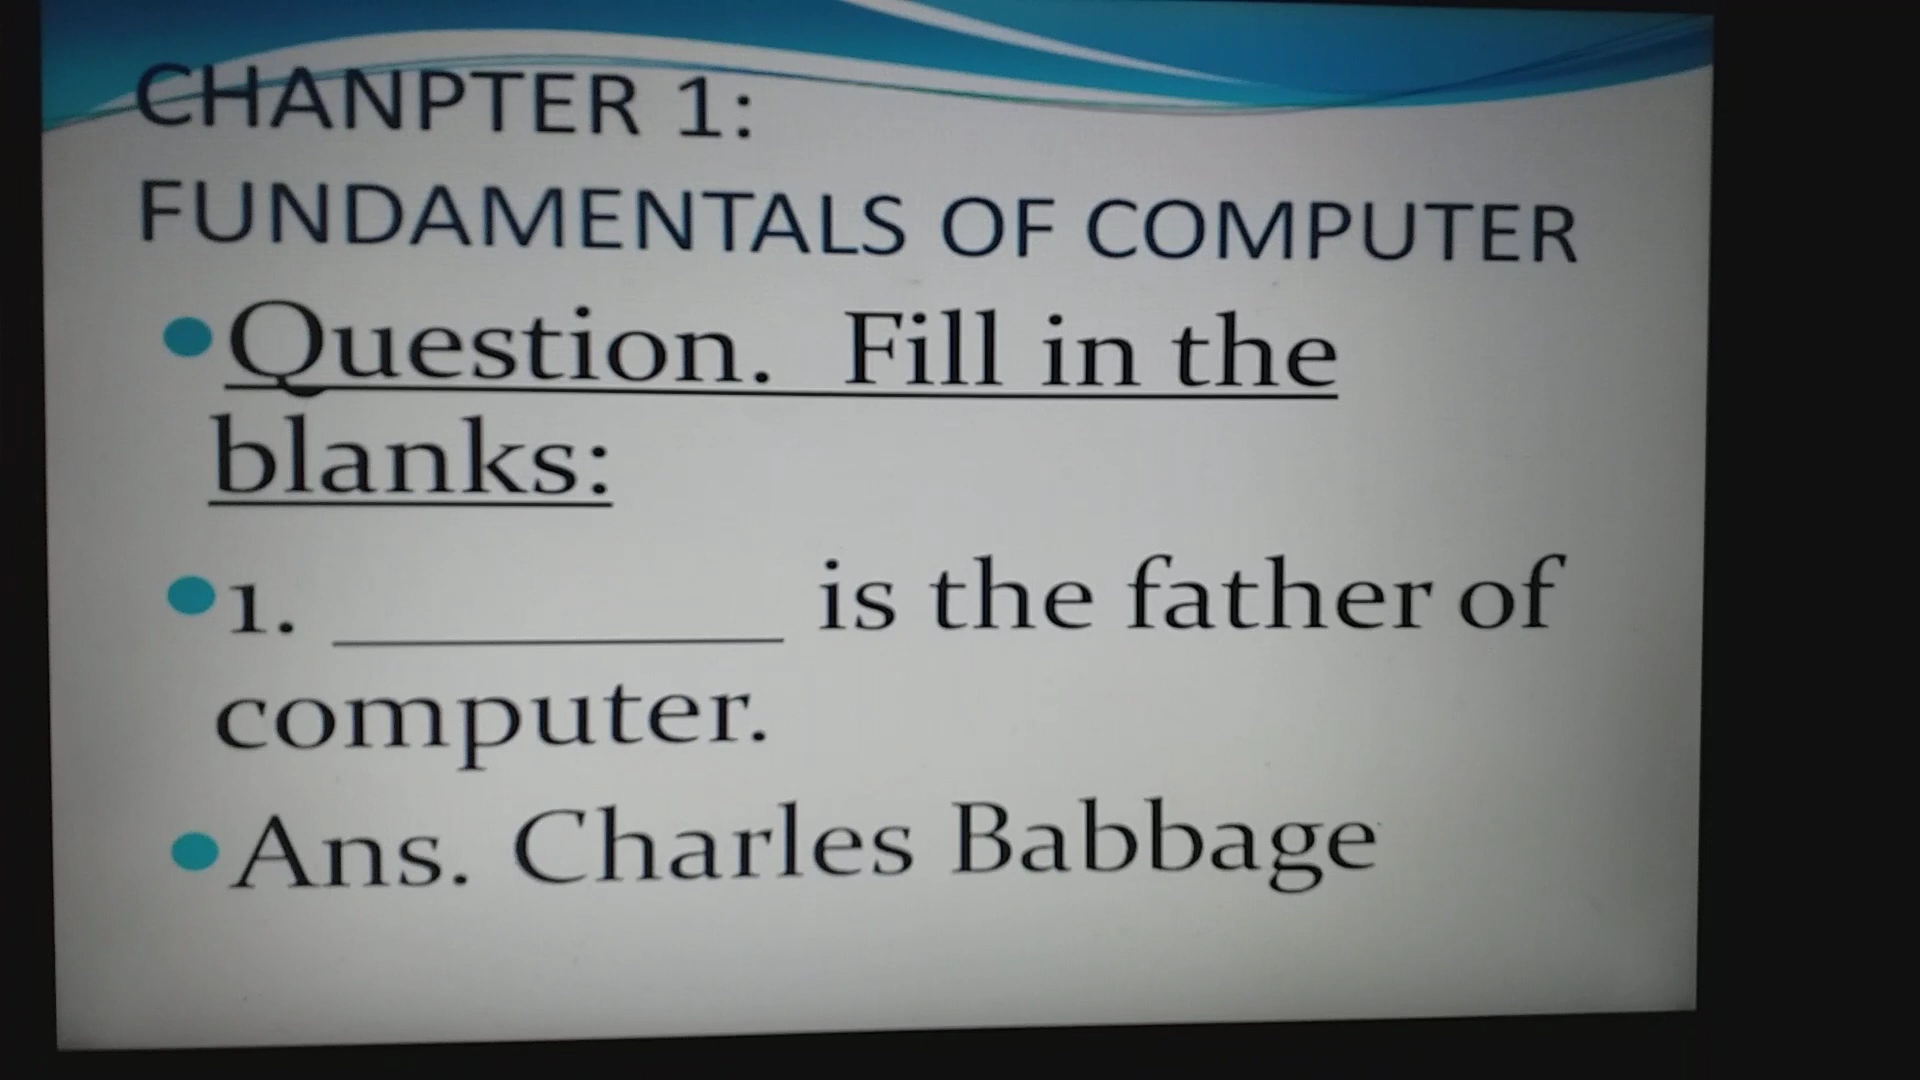 CHANPTER 1:
FUNDAMENTALS OF COMPUTER
Question. Fill in the
blanks:
1. __________ is the father of
computer.
Ans. Charles Babbage